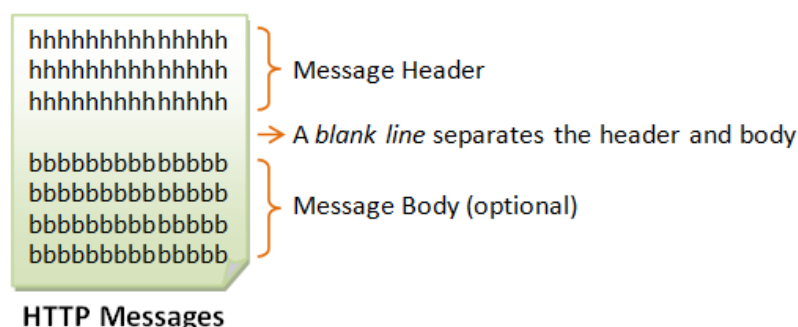 hhhhhhhhhhhhhh
hhhhhhhhhhhhhh
hhhhhhhhhhhhhh
Message Header
A blank line separates the header and body
bbbbbbbbbbbbbb
bbbbbbbbbbbbbb
bbbbbbbbbbbbbb
bbbbbbbbbbbbbb
Message Body (optional)
HTTP Messages